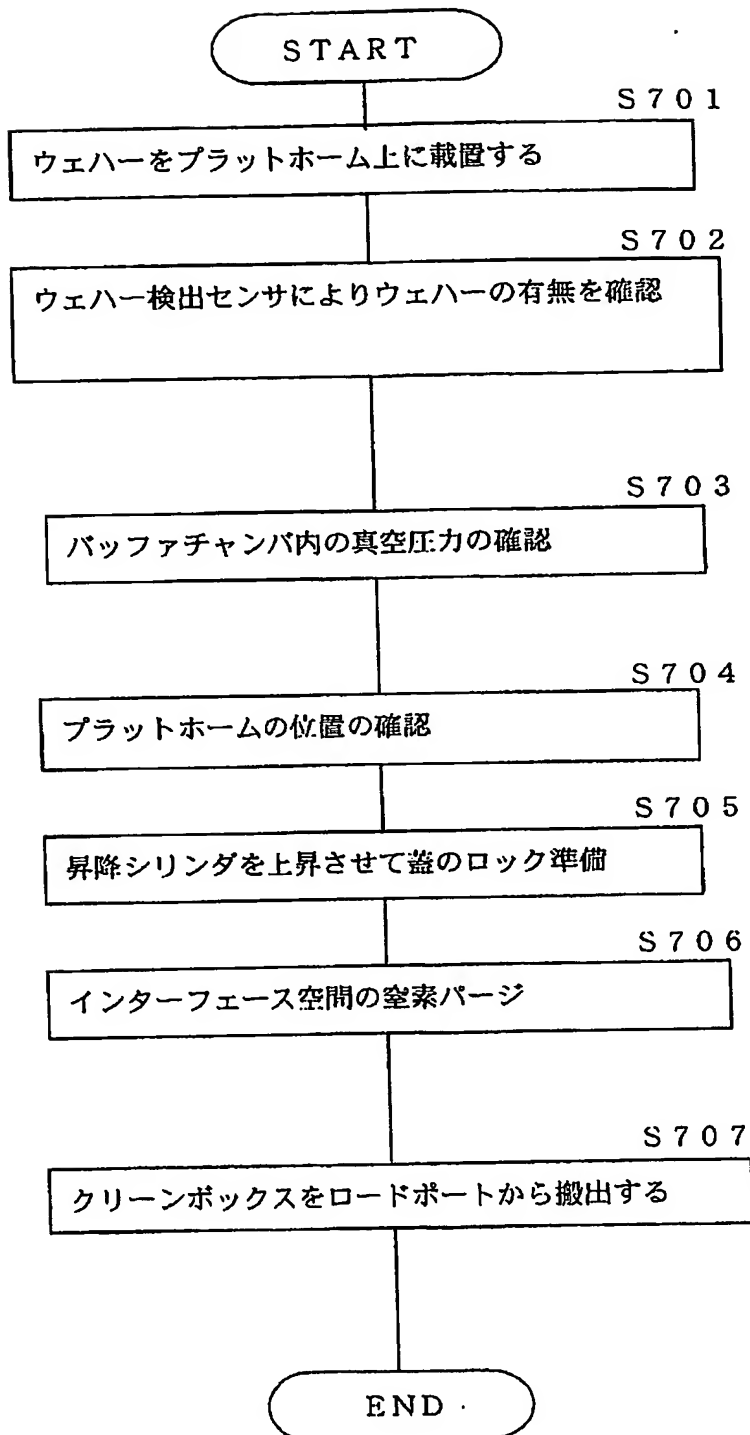 START
S701
ウェハーをプラットホーム上に載置する
S702
ウェハー検出センサによりウェハーの有無を確認
S703
バッファチャンバ内の真空圧力の確認
S704
プラットホームの位置の確認
S705
昇降シリンダを上昇させて蓋のロック準備
S706
インターフェース空間の窒素パージ
S707
クリーンボックスをロードポートから搬出する
END